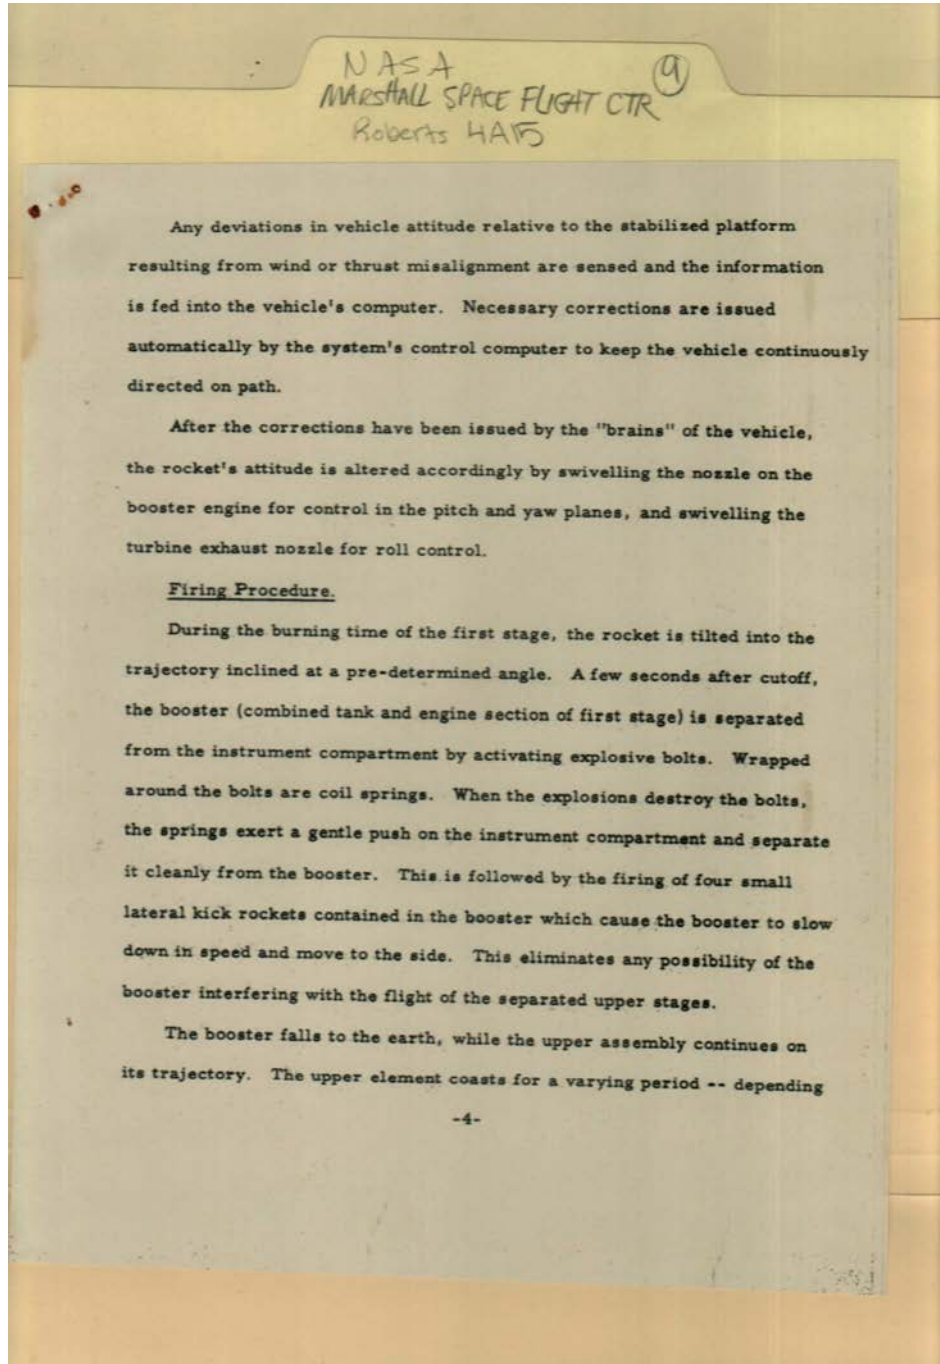 NASA
MARSHALL SPACE FLIGHT CTR
9
Roberts 4A15
Any deviations in vehicle attitude relative to the stabilized platform
resulting from wind or thrust misalignment are sensed and the information
is fed into the vehicle's computer. Necessary corrections are issued
automatically by the system's control computer to keep the vehicle continuously
directed on path.
After the corrections have been issued by the "brains" of the vehicle,
the rocket's attitude is altered accordingly by swivelling the nozzle on the
booster engine for control in the pitch and yaw planes, and swivelling the
turbine exhaust nozzle for roll control.
Firing Procedure.
During the burning time of the first stage, the rocket is tilted into the
trajectory inclined at a pre-determined angle. A few seconds after cutoff,
the booster (combined tank and engine section of first stage) is separated
from the instrument compartment by activating explosive bolts. Wrapped
around the bolts are coil springs. When the explosions destroy the bolts,
the springs exert a gentle push on the instrument compartment and separate
it cleanly from the booster. This is followed by the firing of four small
lateral kick rockets contained in the booster which cause the booster to slow
down in speed and move to the side. This eliminates any possibility of the
booster interfering with the flight of the separated upper stages.
The booster falls to the earth, while the upper assembly continues on
its trajectory. The upper element coasts for a varying period -- depending
-4-